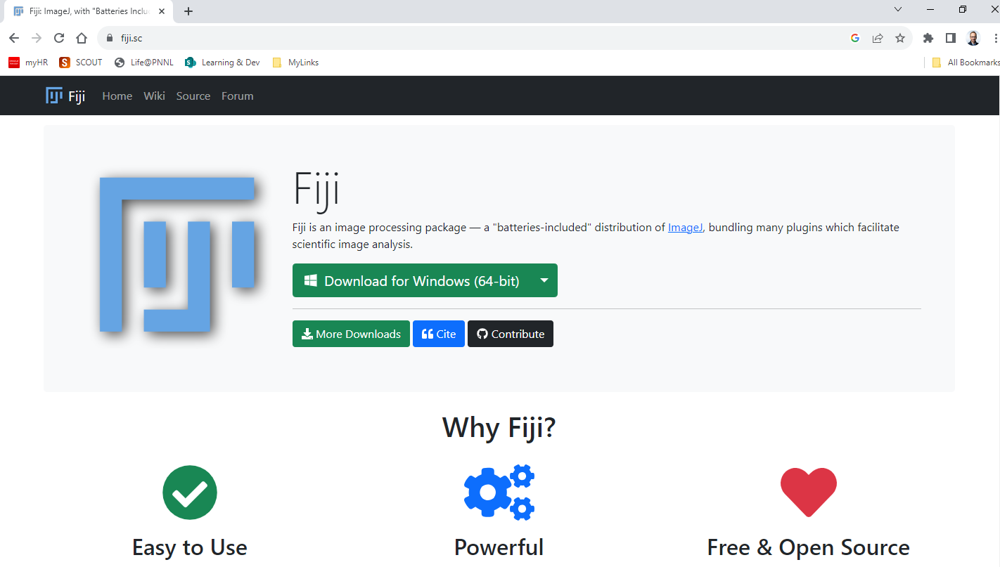 Fiji: ImageJ, with "Batteries Inclu
fiji.sc
myHR SCOUT Life@PNNL Learning & Dev MyLinks All Bookmarks
Fiji Home Wiki Source Forum
Fiji
Fiji is an image processing package — a "batteries-included" distribution of ImageJ, bundling many plugins which facilitate
scientific image analysis.
Download for Windows (64-bit)
More Downloads Cite Contribute
Why Fiji?
Easy to Use Powerful Free & Open Source